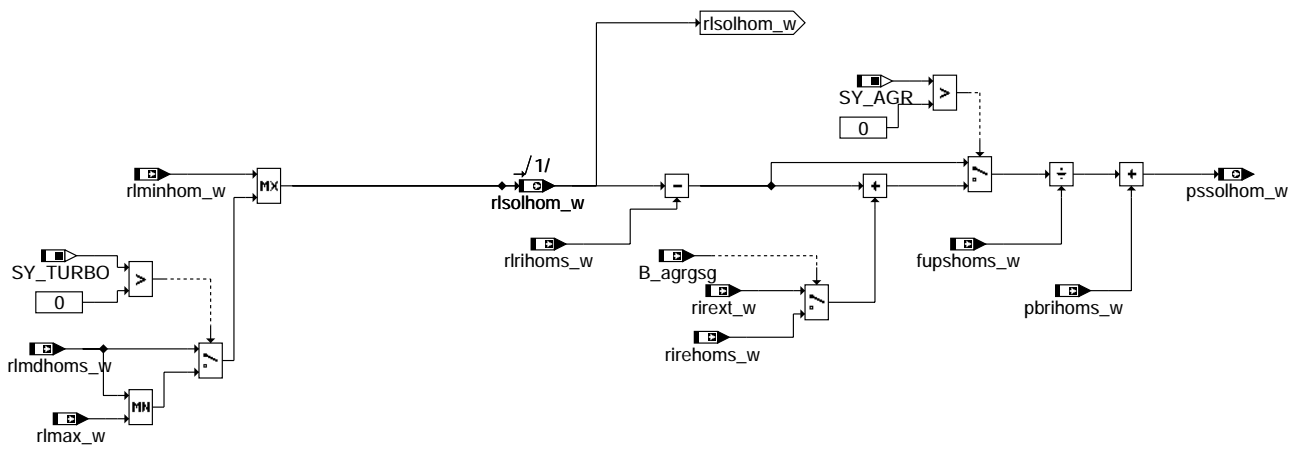 rlsolhom_w
SY_AGR
>
0
rlminhom_w
MX
/ 1/
rlsolhom_w
-
+
÷
+
pssolhom_w
rlrihoms_w
SY_TURBO
>
0
B_agrgsg
fupshoms_w
rirext_w
pbrihoms_w
rirehoms_w
rlmdhoms_w
MN
rlmax_w